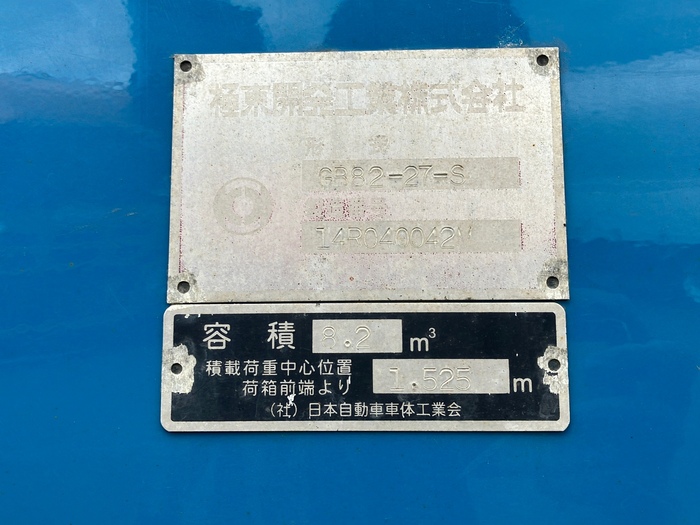 極東開発工業株式会社
形式
GB82-27-S
14R040042
容積 8.2 m³
積載荷重中心位置
荷箱前端より 1.525 m
(社)日本自動車車体工業会